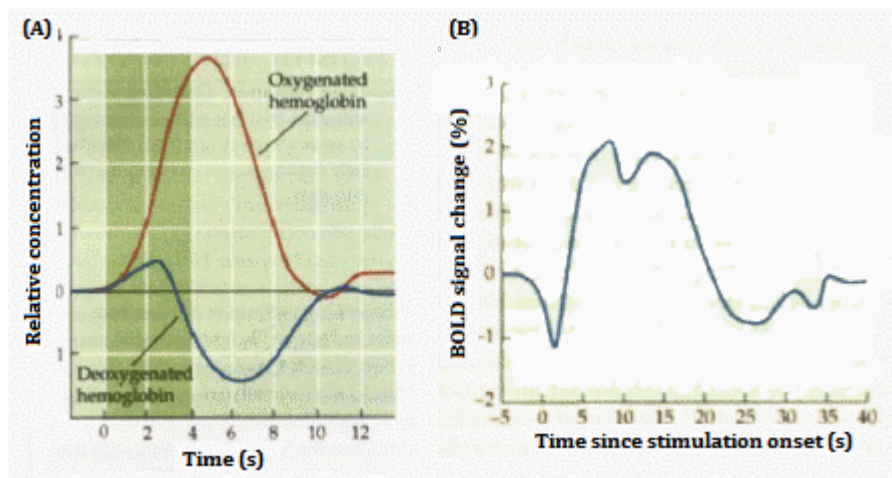 (A)
4
3
2
1
0
1
Relative concentration
Oxygenated
hemoglobin
Deoxygenated
hemoglobin
0 2 4 6 8 10 12
Time (s)
(B)
3
2
1
0
-1
-2
BOLD signal change (%)
-5 0 5 10 15 20 25 30 35 40
Time since stimulation onset (s)